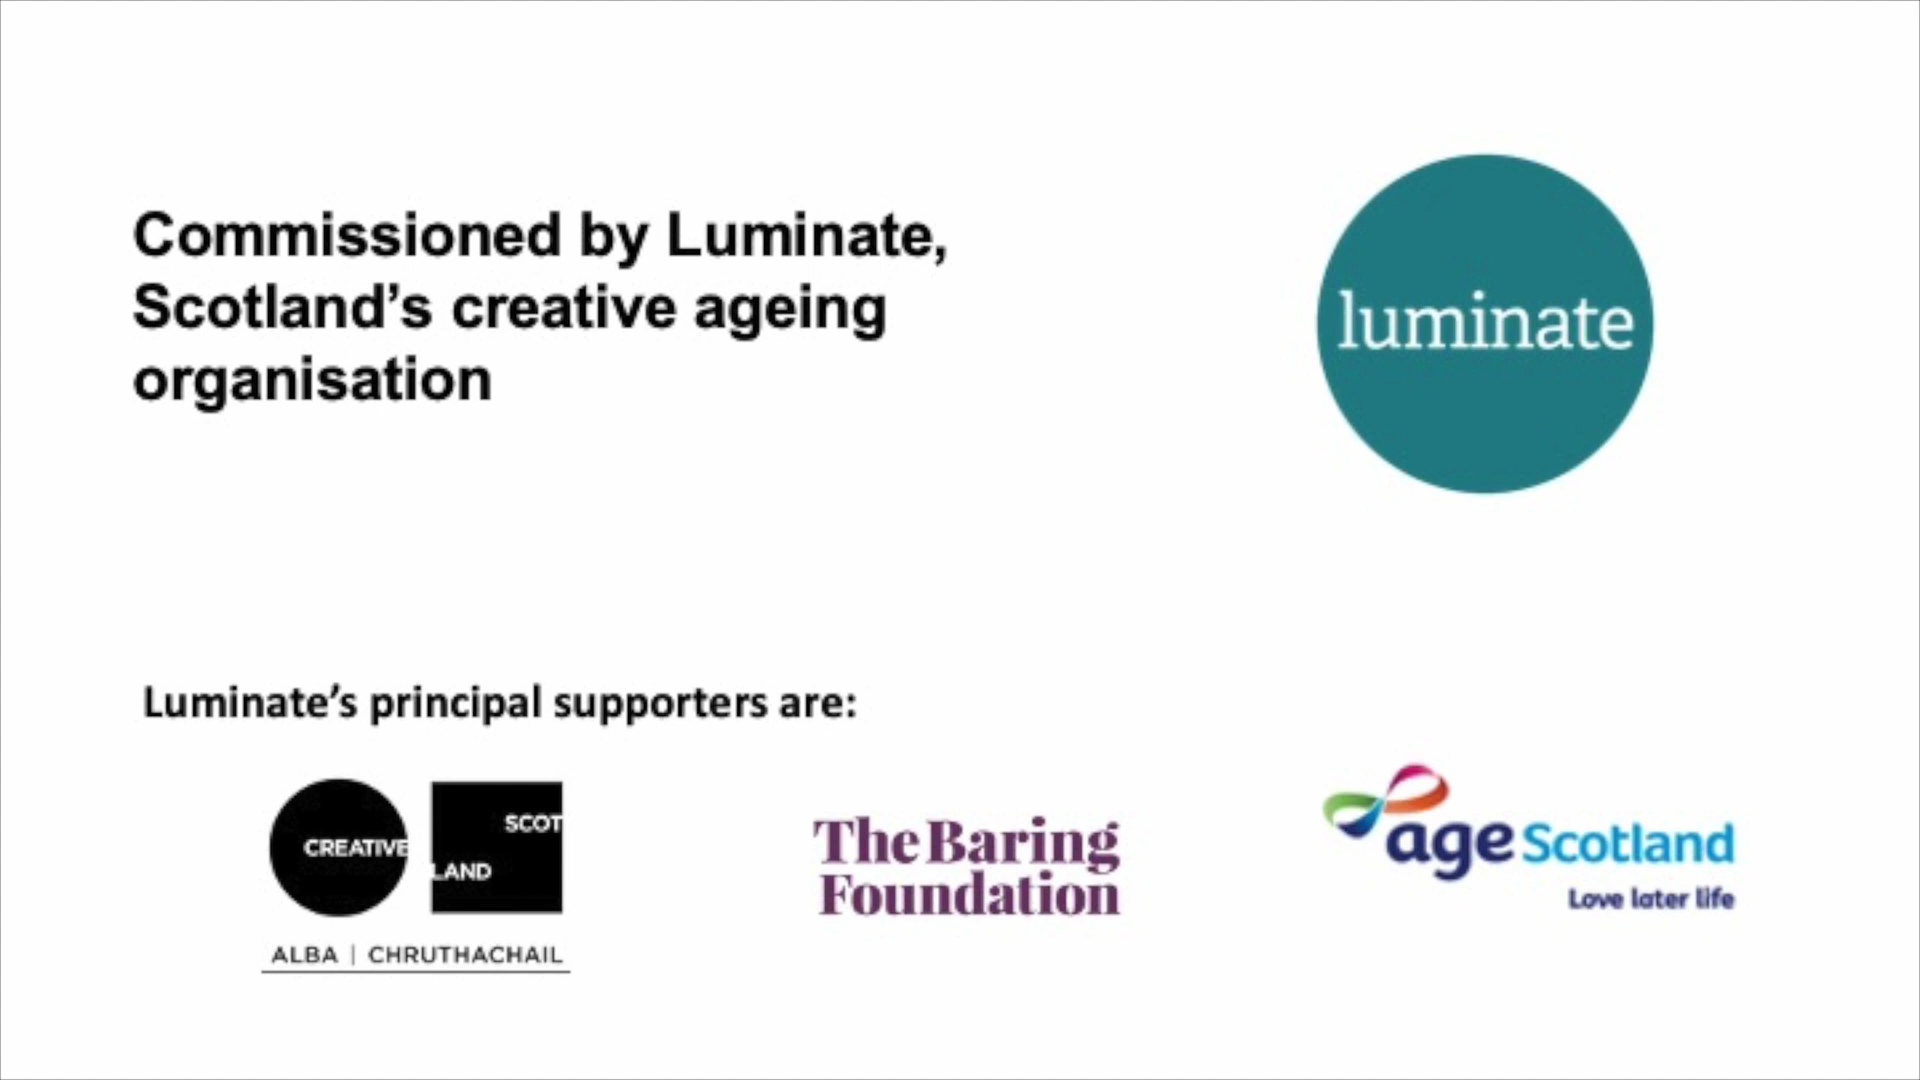 Commissioned by Luminate,
Scotland’s creative ageing
organisation
luminate
Luminate’s principal supporters are:
CREATIVE
SCOT
LAND
ALBA | CHRUTHACHAIL
The Baring
Foundation
age Scotland
Love later life